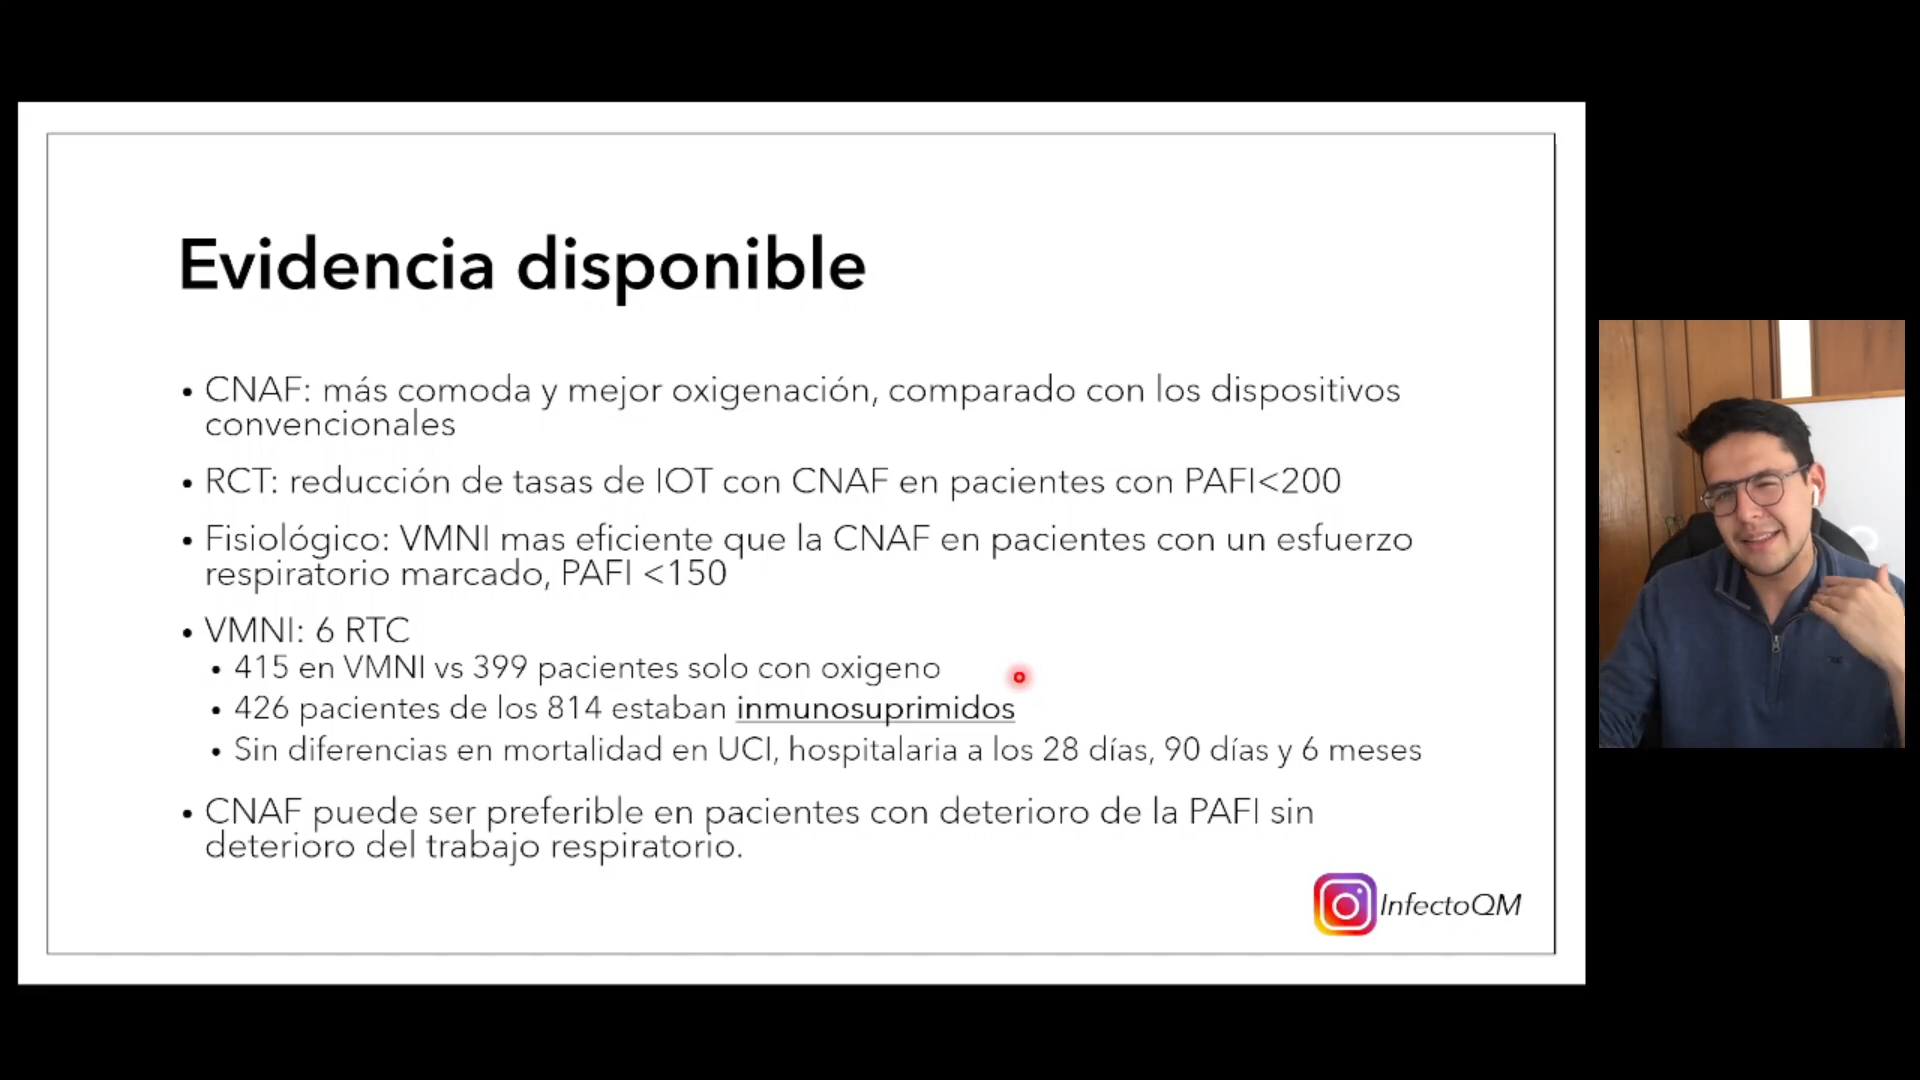 Evidencia disponible
• CNAF: más comoda y mejor oxigenación, comparado con los dispositivos
convencionales
• RCT: reducción de tasas de IOT con CNAF en pacientes con PAFI<200
• Fisiológico: VMNI mas eficiente que la CNAF en pacientes con un esfuerzo
respiratorio marcado, PAFI <150
• VMNI: 6 RTC
• 415 en VMNI vs 399 pacientes solo con oxigeno
• 426 pacientes de los 814 estaban inmunosuprimidos
• Sin diferencias en mortalidad en UCI, hospitalaria a los 28 días, 90 días y 6 meses
• CNAF puede ser preferible en pacientes con deterioro de la PAFI sin
deterioro del trabajo respiratorio.
InfectoQM